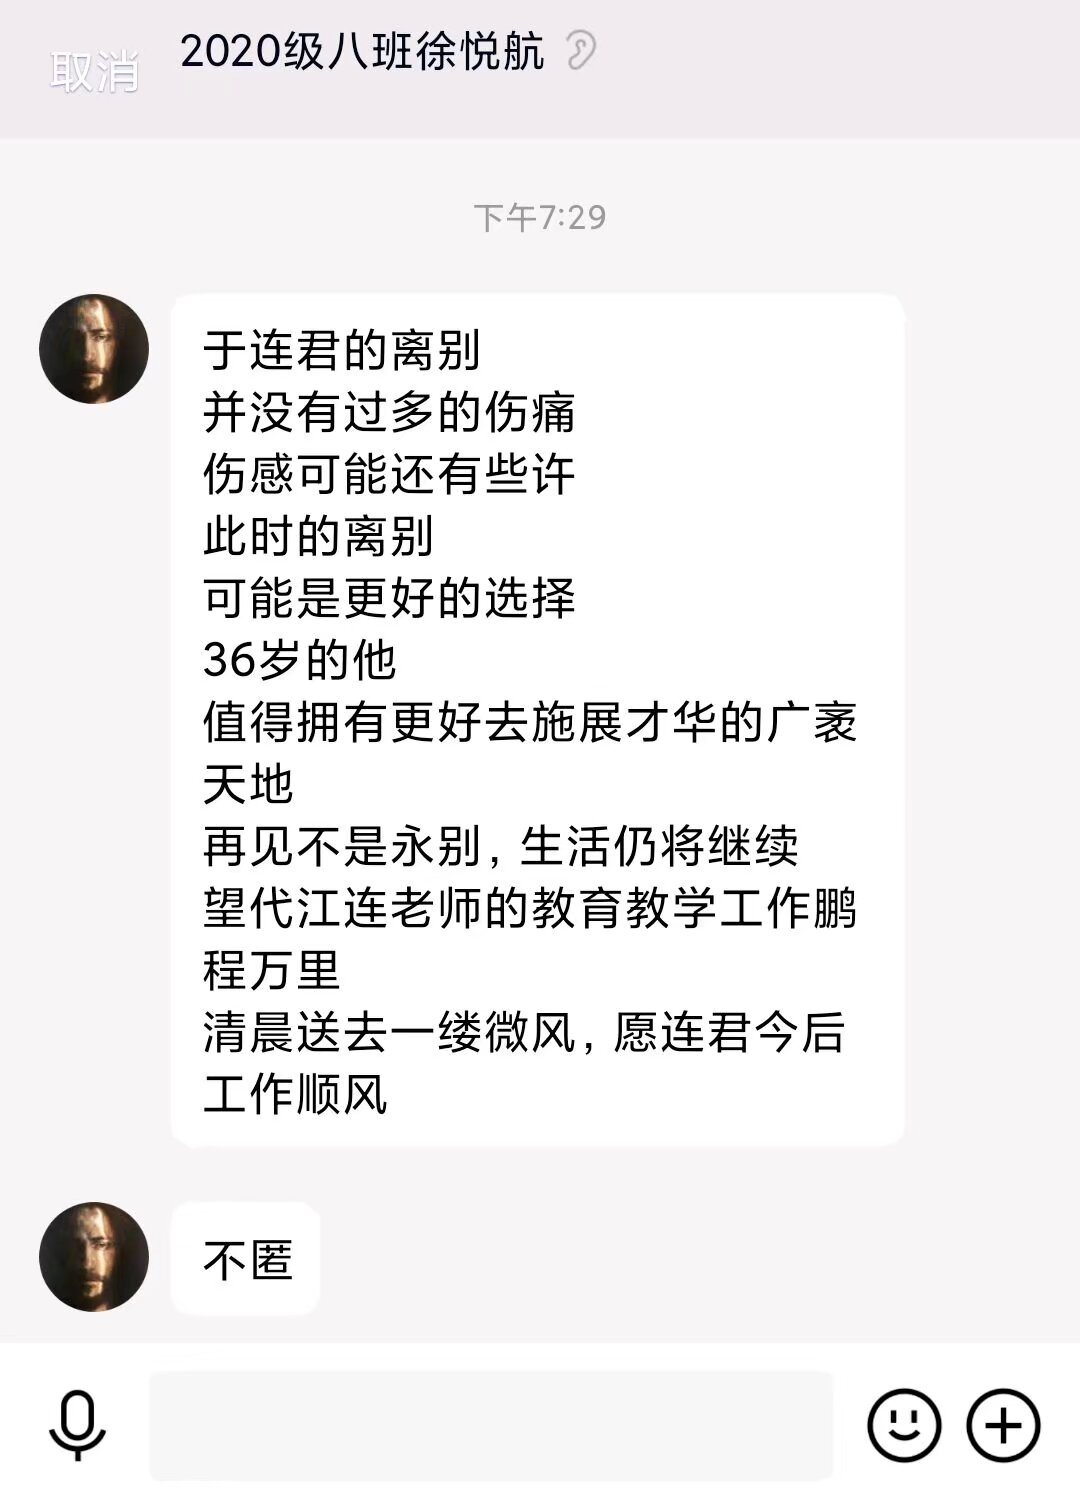 取消
2020级八班徐悦航
下午7:29
于连君的离别
并没有过多的伤痛
伤感可能还有些许
此时的离别
可能是更好的选择
36岁的他
值得拥有更好去施展才华的广袤
天地
再见不是永别，生活仍将继续
望代江连老师的教育教学工作鹏
程万里
清晨送去一缕微风，愿连君今后
工作顺风
不匿